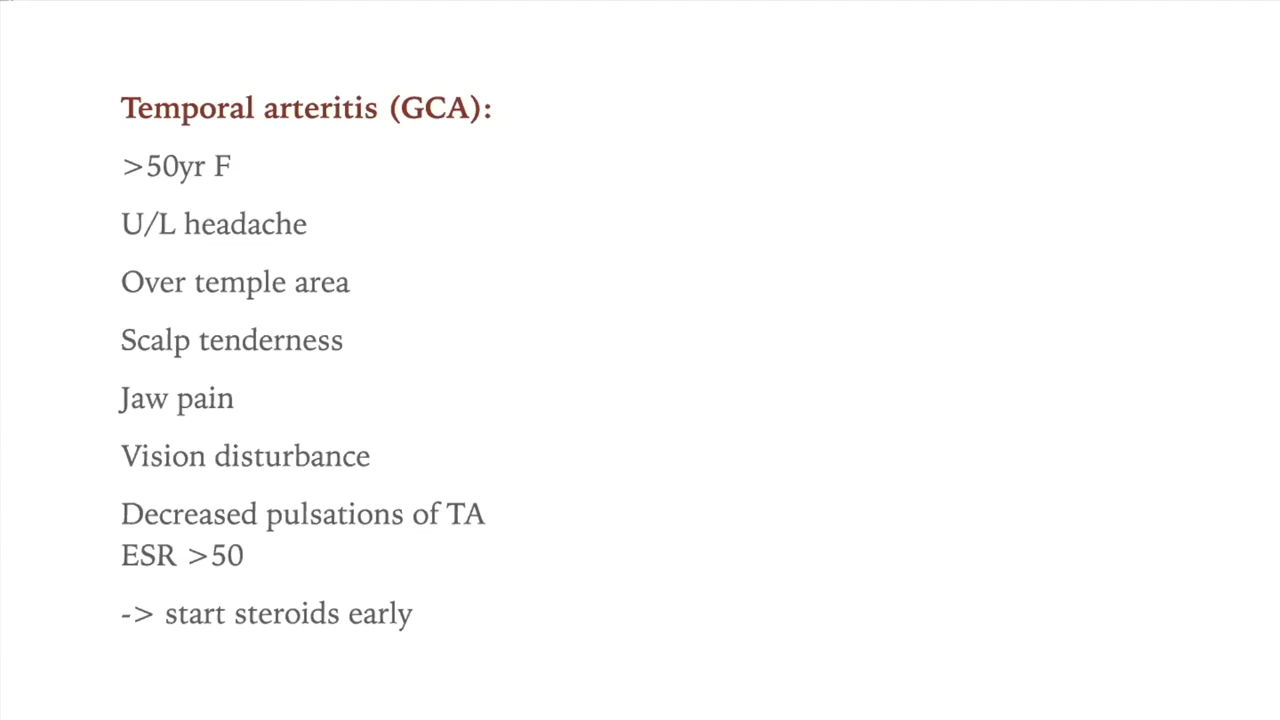 Temporal arteritis (GCA):
>50yr F
U/L headache
Over temple area
Scalp tenderness
Jaw pain
Vision disturbance
Decreased pulsations of TA
ESR >50
-> start steroids early